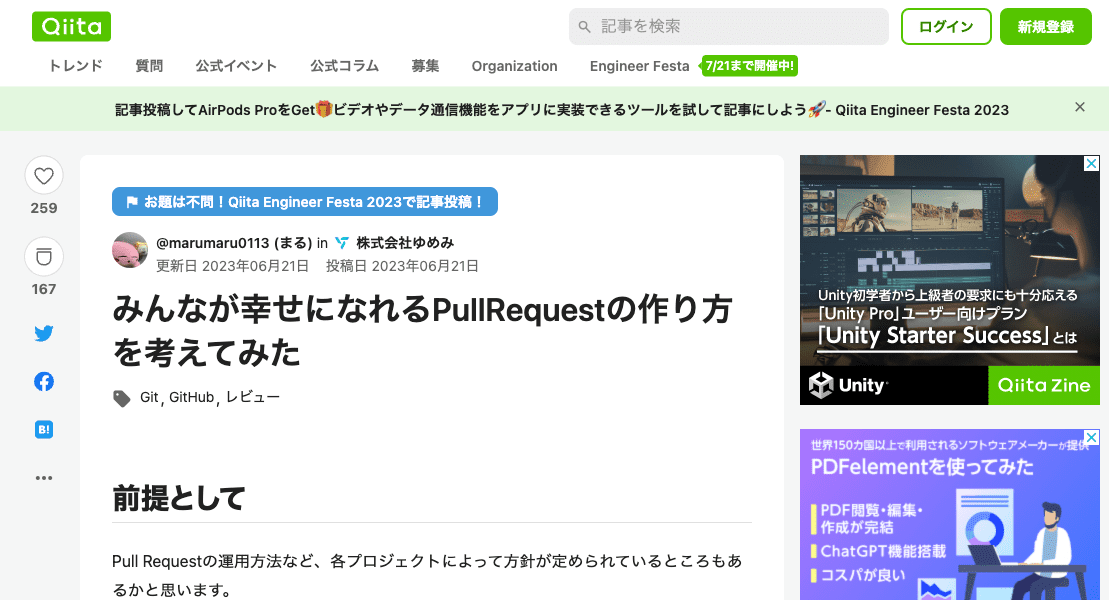 Qiita
記事を検索
ログイン
新規登録
トレンド 質問 公式イベント 公式コラム 募集 Organization Engineer Festa 7/21まで開催中!
記事投稿してAirPods ProをGet🎁ビデオやデータ通信機能をアプリに実装できるツールを試して記事にしよう🚀- Qiita Engineer Festa 2023
259
167
B!
お題は不問！Qiita Engineer Festa 2023で記事投稿！
@marumaru0113 (まる) in 株式会社ゆめみ
更新日 2023年06月21日 投稿日 2023年06月21日
みんなが幸せになれるPullRequestの作り方
を考えてみた
Git, GitHub, レビュー
前提として
Pull Requestの運用方法など、各プロジェクトによって方針が定められているところもあ
るかと思います。
Unity初学者から上級者の要求にも十分応える
「Unity Pro」ユーザー向けプラン
「Unity Starter Success」とは
Unity
Qiita Zine
世界150カ国以上で利用されるソフトウェアメーカーが提供
PDFelementを使ってみた
PDF閲覧・編集・
作成が完結
ChatGPT機能搭載
コスパが良い